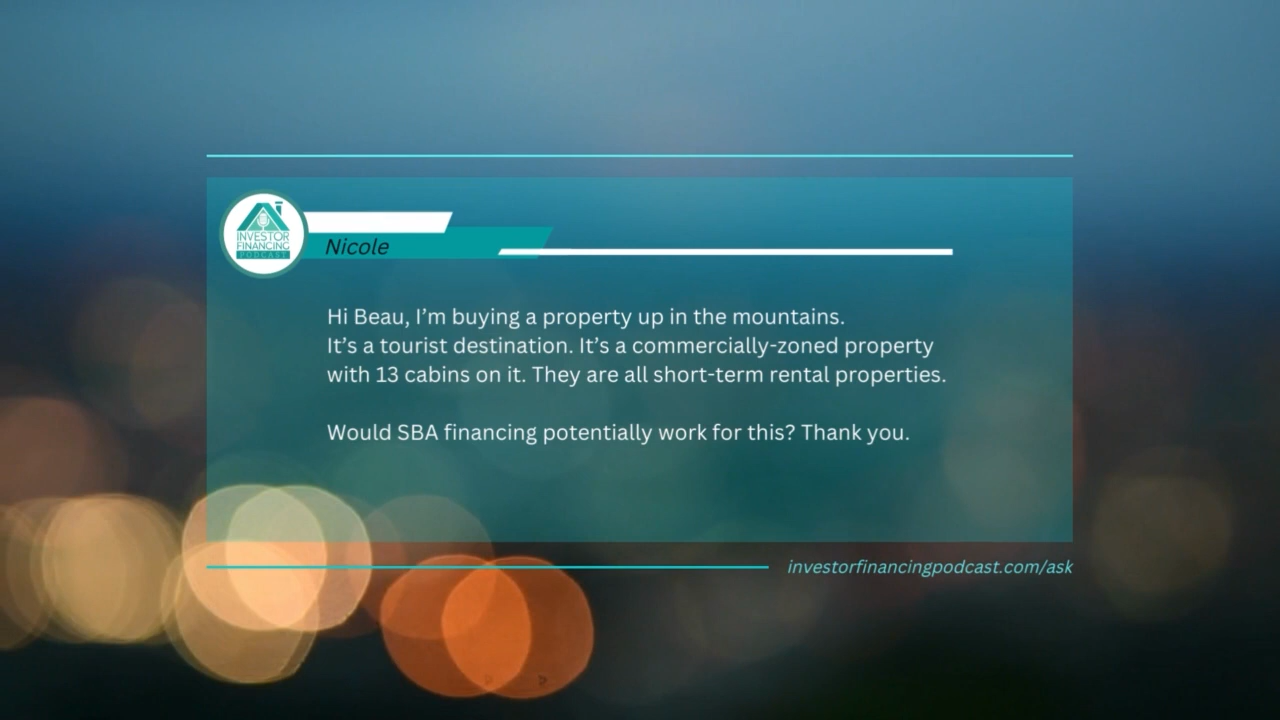 INVESTOR
FINANCING
PODCAST
Nicole
Hi Beau, I’m buying a property up in the mountains.
It’s a tourist destination. It’s a commercially-zoned property
with 13 cabins on it. They are all short-term rental properties.
Would SBA financing potentially work for this? Thank you.
investorfinancingpodcast.com/ask